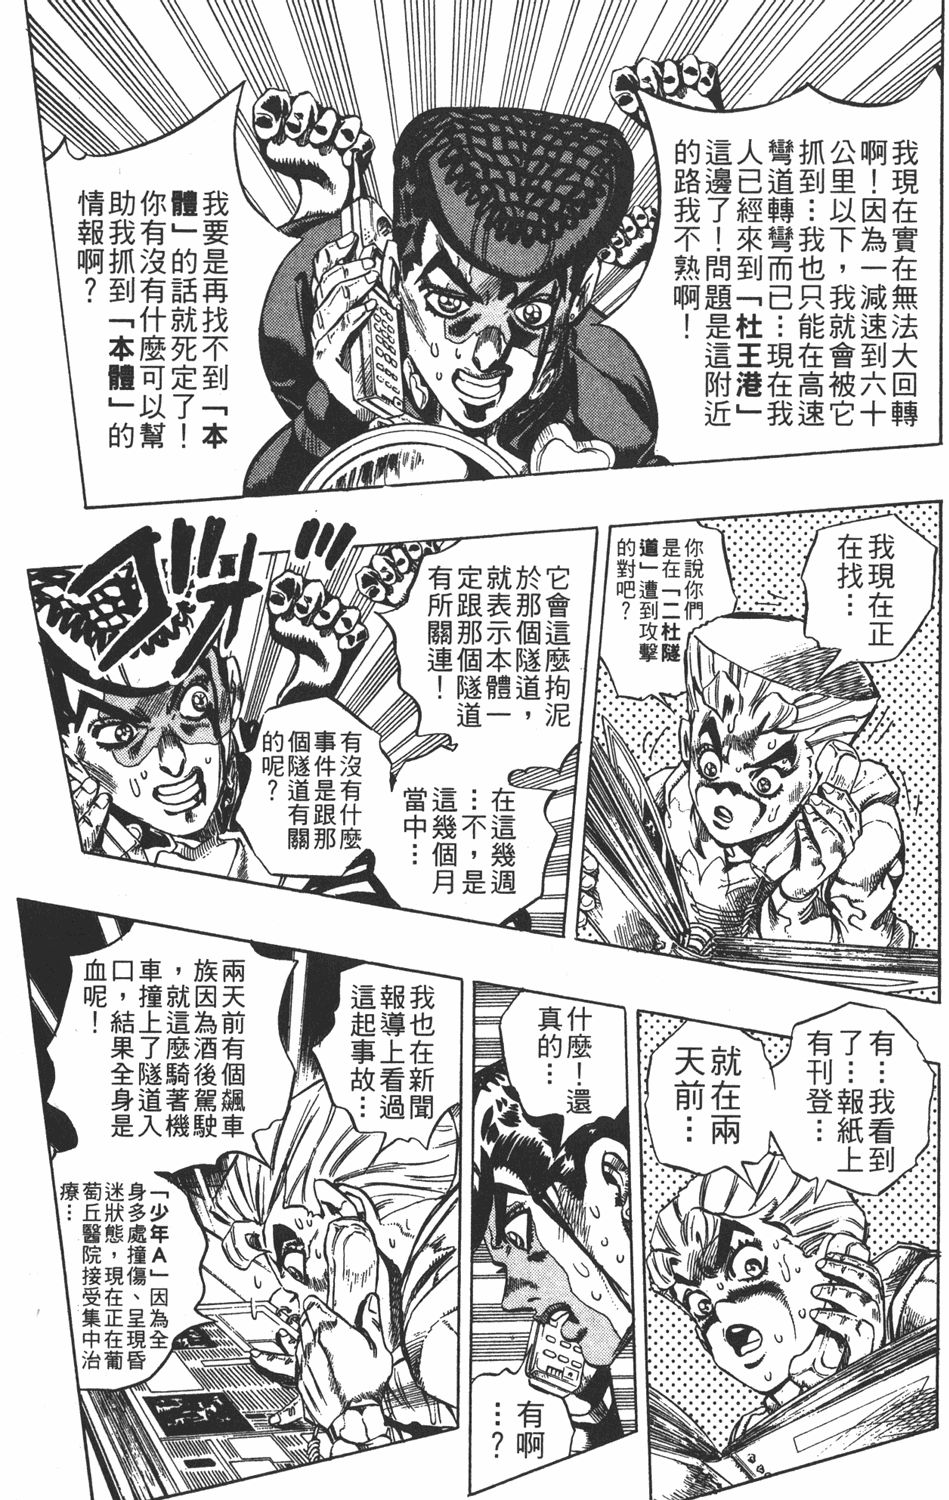 我現在實在無法大回轉
啊！因為一減速到六十
公里以下，我就會被它
抓到…我也只能在高速
彎道轉彎而已…現在我
人已經來到「杜王港」
這邊了！問題是這附近
的路我不熟啊！
我要是再找不到「本
體」的話就死定了！
你有沒有什麼可以幫
助我抓到「本體」的
情報啊？
我現在正
在找…
你說你們
是在「二杜隧
道」遭到攻擊
的對吧？
它會這麼拘泥
於那個隧道，
就表示本體一
定跟那個隧道
有所關連！
在這幾週
…不，是
這幾個月
當中…
有沒有什麼
事件是跟那
個隧道有關
的呢？
ゴゴオ
有…我看到
了…報紙上
有刊登…
就在兩
天前…
什麼！還
真的…
有啊
…？
我也在新聞
報導上看過
這起事故
兩天前有個飆車
族因為酒後駕駛
，就這麼騎著機
車撞上了隧道入
口，結果全身是
血呢！
「少年A」因為全
身多處撞傷、呈現昏
迷狀態，現在正在葡
萄丘醫院接受集中治
療…